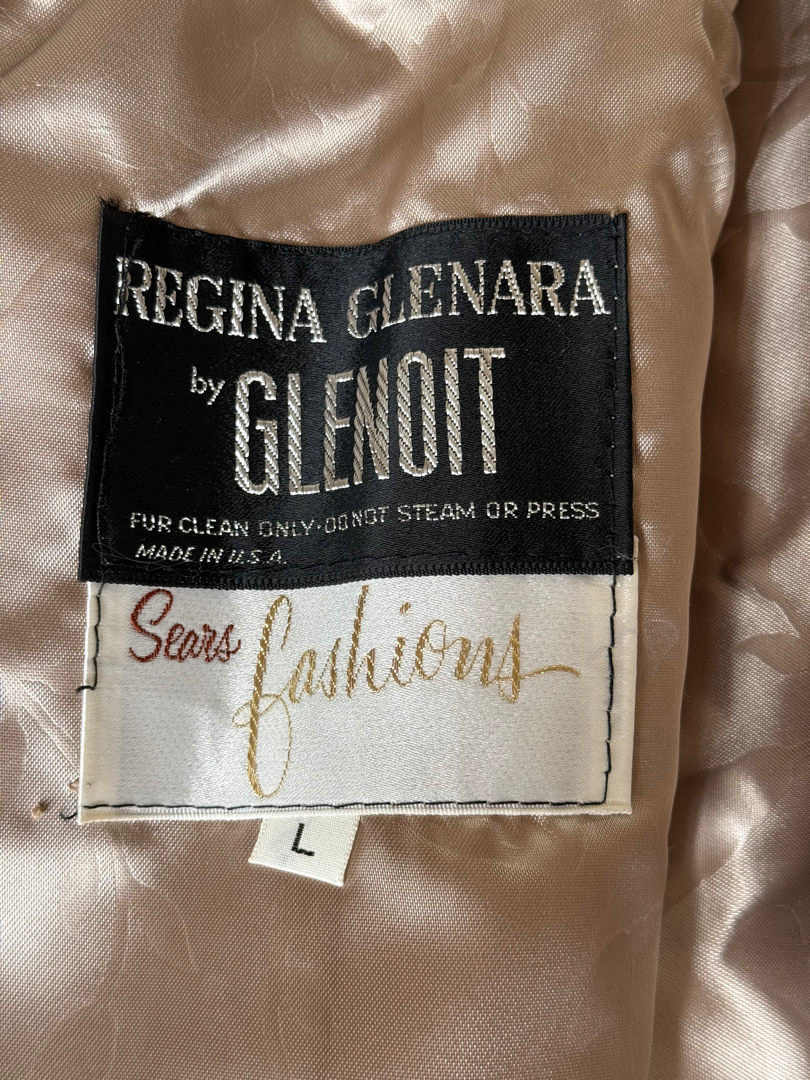 REGINA GLENARA
by GLENOIT
FUR CLEAN ONLY·DO NOT STEAM OR PRESS
MADE IN U.S.A.
Sears fashions
L